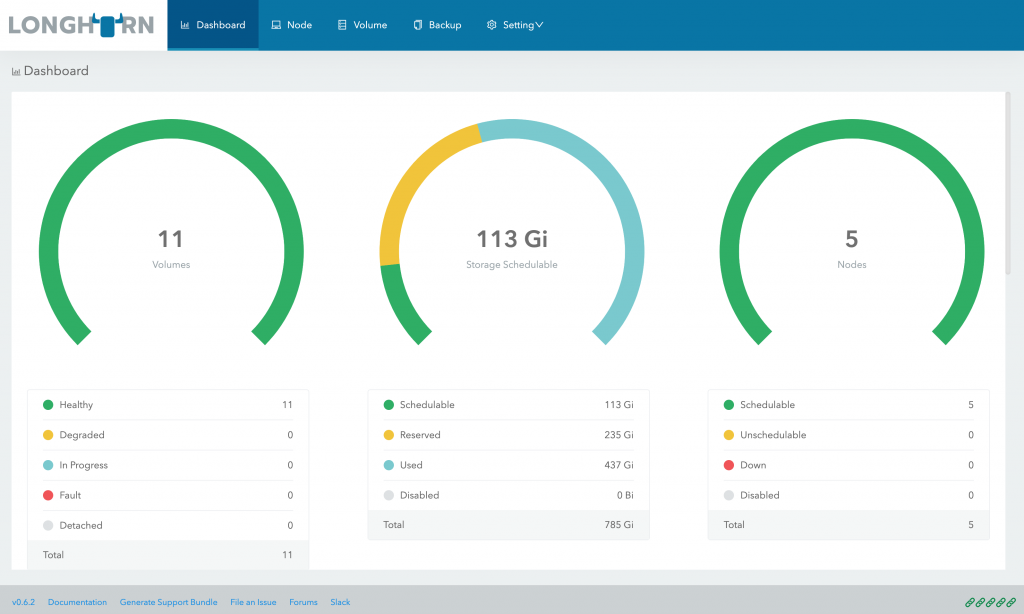 LONGHORN
Dashboard Node Volume Backup Setting
Dashboard
11
Volumes
113 Gi
Storage Schedulable
5
Nodes
Healthy 11
Degraded 0
In Progress 0
Fault 0
Detached 0
Total 11
Schedulable 113 Gi
Reserved 235 Gi
Used 437 Gi
Disabled 0 Bi
Total 785 Gi
Schedulable 5
Unschedulable 0
Down 0
Disabled 0
Total 5
v0.6.2 Documentation Generate Support Bundle File an Issue Forums Slack